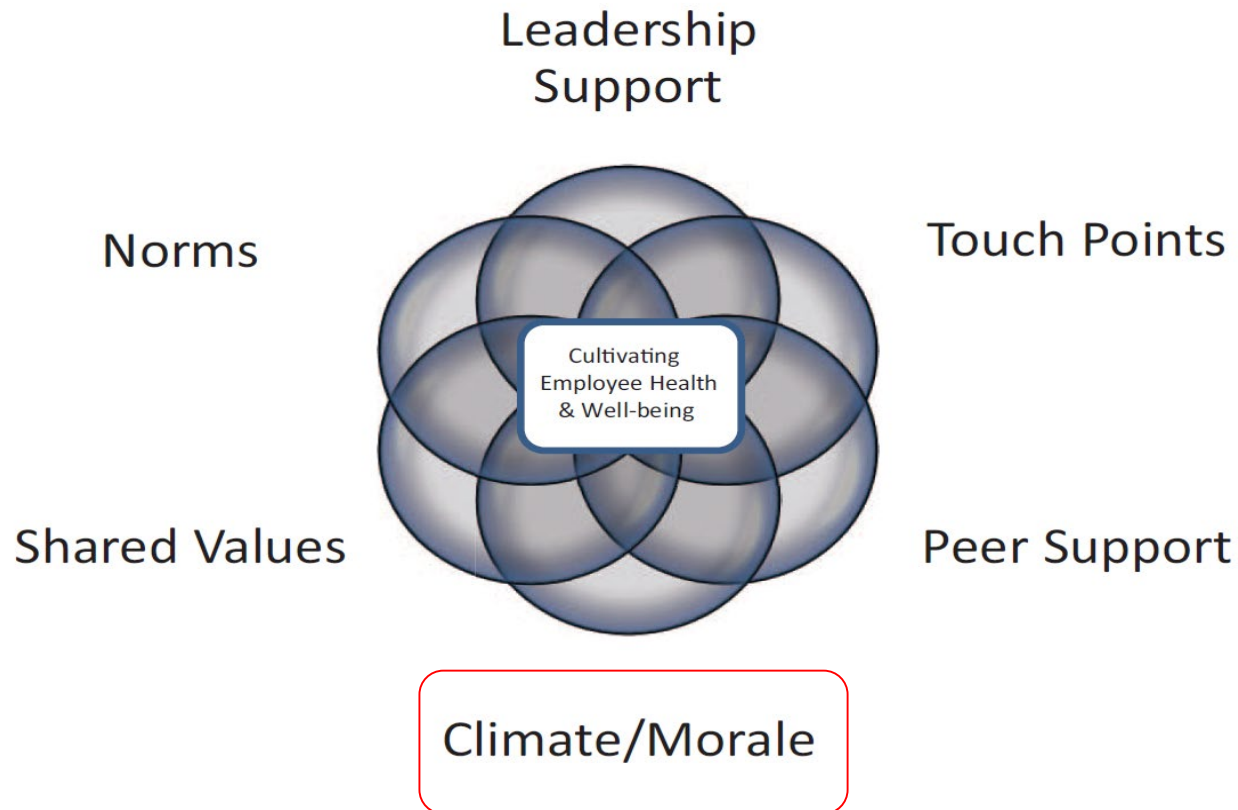 Leadership
Support
Norms
Touch Points
Cultivating
Employee Health
& Well-being
Shared Values
Peer Support
Climate/Morale